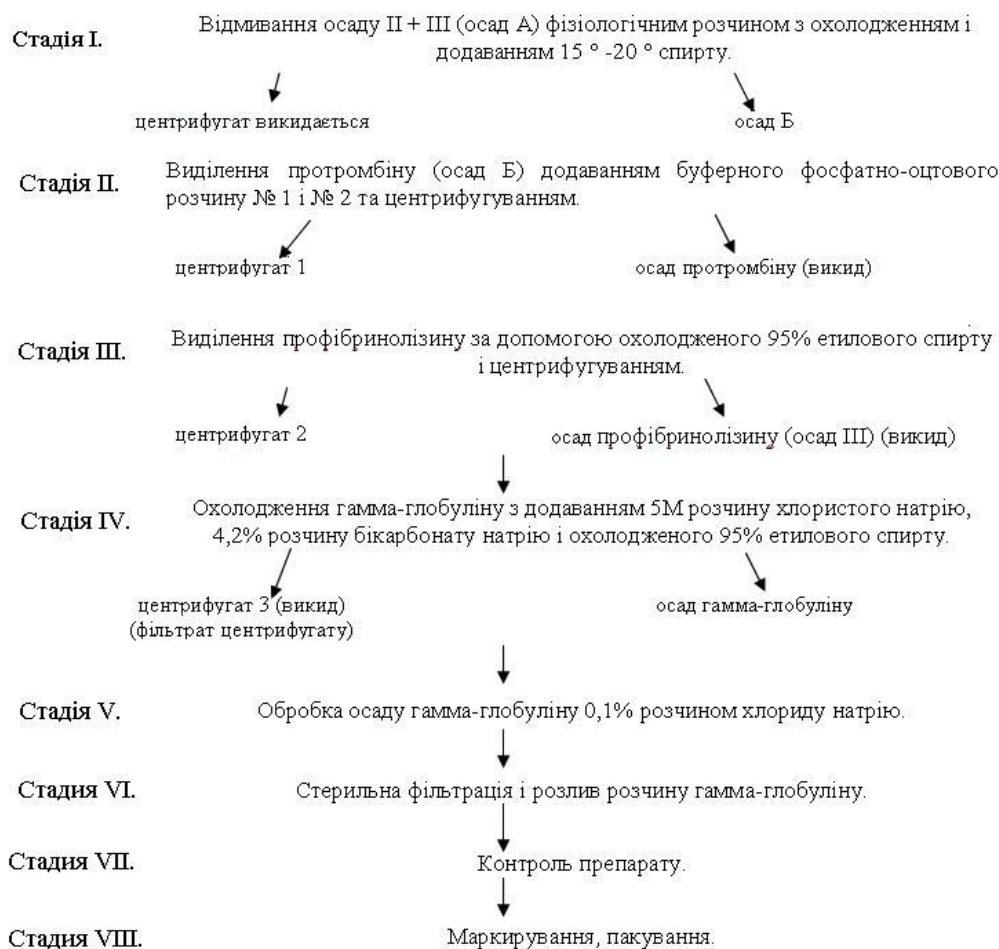 Стадія I.
Відмивання осаду II + III (осад А) фізіологічним розчином з охолодженням і
додаванням 15 ° -20 ° спирту.
центрифугат викидається
осад Б
Стадія II.
Виділення протромбіну (осад Б) додаванням буферного фосфатно-оцтового
розчину № 1 і № 2 та центрифугуванням.
центрифугат 1
осад протромбіну (викид)
Стадія III.
Виділення профібринолізину за допомогою охолодженого 95% етилового спирту
і центрифугуванням.
центрифугат 2
осад профібринолізину (осад III) (викид)
Стадія IV.
Охолодження гамма-глобуліну з додаванням 5М розчину хлористого натрію,
4,2% розчину бікарбонату натрію і охолодженого 95% етилового спирту.
центрифугат 3 (викид)
(фільтрат центрифугату)
осад гамма-глобуліну
Стадія V.
Обробка осаду гамма-глобуліну 0,1% розчином хлориду натрію.
Стадия VI.
Стерильна фільтрація і розлив розчину гамма-глобуліну.
Стадия VII.
Контроль препарату.
Стадия VIII.
Маркирування, пакування.